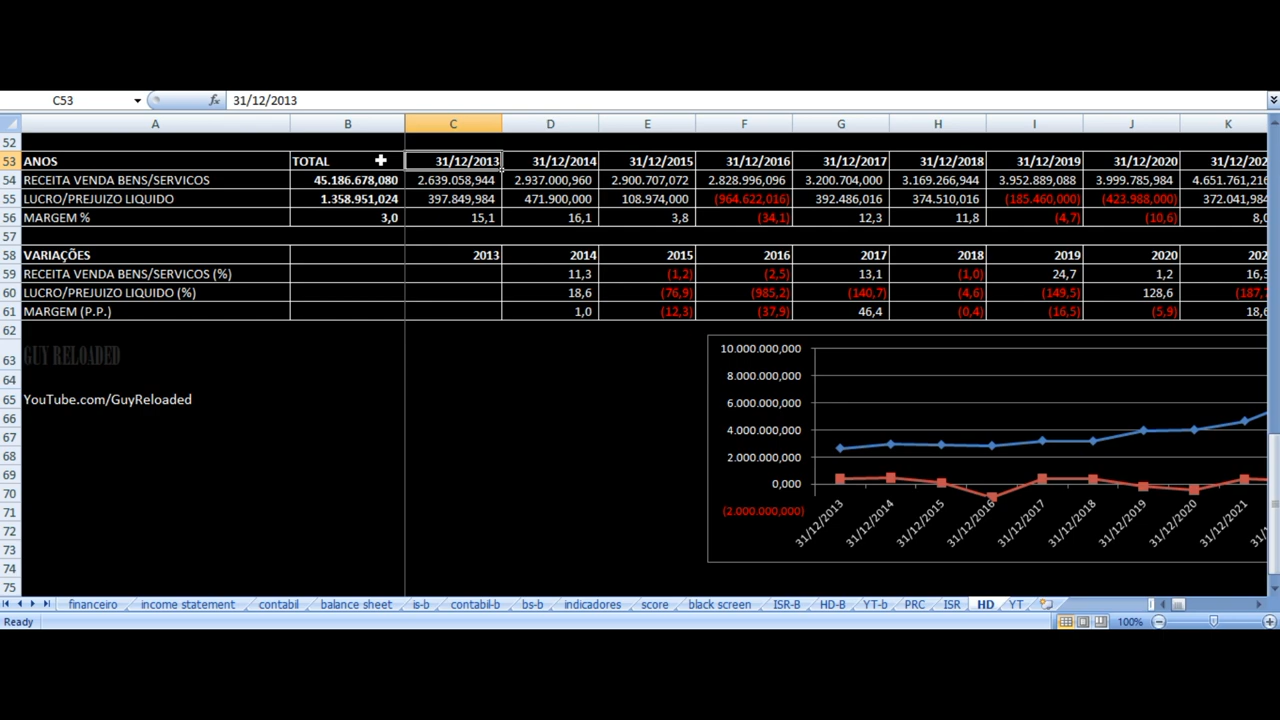 C53 fx 31/12/2013
A B C D E F G H I J K
52
53 ANOS TOTAL 31/12/2013 31/12/2014 31/12/2015 31/12/2016 31/12/2017 31/12/2018 31/12/2019 31/12/2020 31/12/202
54 RECEITA VENDA BENS/SERVICOS 45.186.678,080 2.639.058,944 2.937.000,960 2.900.707,072 2.828.996,096 3.200.704,000 3.169.266,944 3.952.889,088 3.999.785,984 4.651.761,216
55 LUCRO/PREJUIZO LIQUIDO 1.358.951,024 397.849,984 471.900,000 108.974,000 (964.622,016) 392.486,016 374.510,016 (185.460,000) (423.988,000) 372.041,984
56 MARGEM % 3,0 15,1 16,1 3,8 (34,1) 12,3 11,8 (4,7) (10,6) 8,0
57
58 VARIAÇÕES 2013 2014 2015 2016 2017 2018 2019 2020 202
59 RECEITA VENDA BENS/SERVICOS (%) 11,3 (1,2) (2,5) 13,1 (1,0) 24,7 1,2 16,3
60 LUCRO/PREJUIZO LIQUIDO (%) 18,6 (76,9) (985,2) (140,7) (4,6) (149,5) 128,6 (187,7
61 MARGEM (P.P.) 1,0 (12,3) (37,9) 46,4 (0,4) (16,5) (5,9) 18,6
62
63 GUY RELOADED
64
65 YouTube.com/GuyReloaded
66
67
68
69
70
71
72
73
74
75
10.000.000,000
8.000.000,000
6.000.000,000
4.000.000,000
2.000.000,000
0,000
(2.000.000,000)
31/12/2013 31/12/2014 31/12/2015 31/12/2016 31/12/2017 31/12/2018 31/12/2019 31/12/2020 31/12/2021
financeiro income statement contabil balance sheet is-b contabil-b bs-b indicadores score black screen ISR-B HD-B YT-b PRC ISR HD YT
Ready 100%